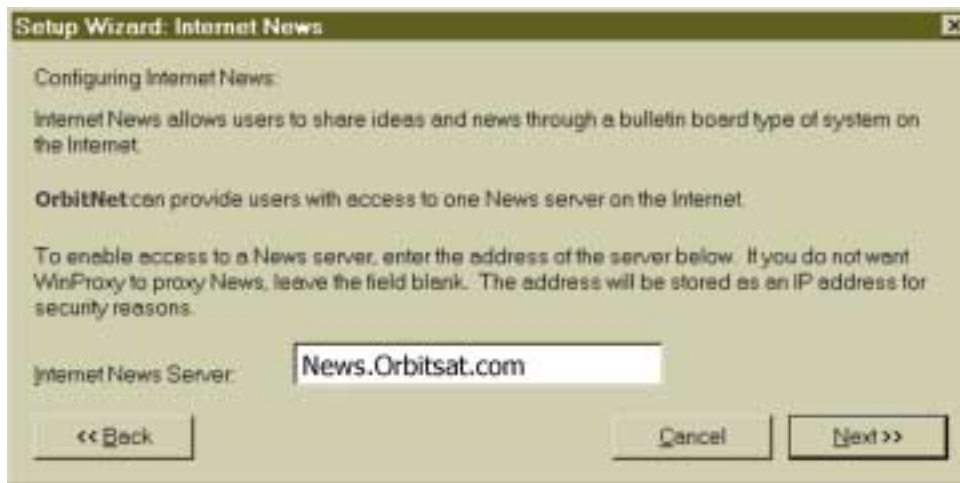 Setup Wizard: Internet News
Configuring Internet News:
Internet News allows users to share ideas and news through a bulletin board type of system on
the Internet.
OrbitNet can provide users with access to one News server on the Internet.
To enable access to a News server, enter the address of the server below. If you do not want
WinProxy to proxy News, leave the field blank. The address will be stored as an IP address for
security reasons.
Internet News Server: News.Orbitsat.com
<< Back Cancel Next >>